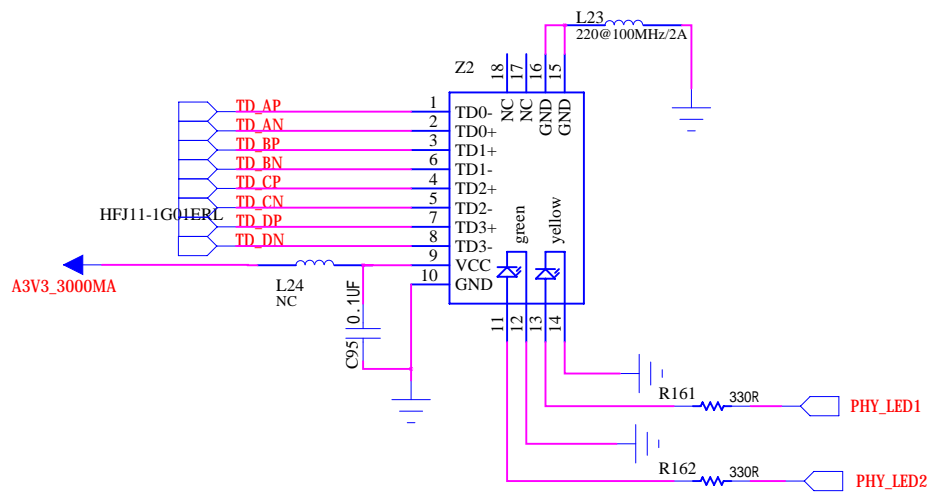 L23
220@100MHz/2A
Z2
18
17
16
15
NC
NC
GND
GND
TD_AP
1
TD0-
TD_AN
2
TD0+
TD_BP
3
TD1+
TD_BN
6
TD1-
TD_CP
4
TD2+
TD_CN
5
TD2-
HFJ11-1G01ERL
TD_DP
7
TD3+
TD_DN
8
TD3-
9
VCC
10
GND
green
yellow
A3V3_3000MA
L24
NC
0.1UF
C95
11
12
13
14
R161
330R
PHY_LED1
R162
330R
PHY_LED2